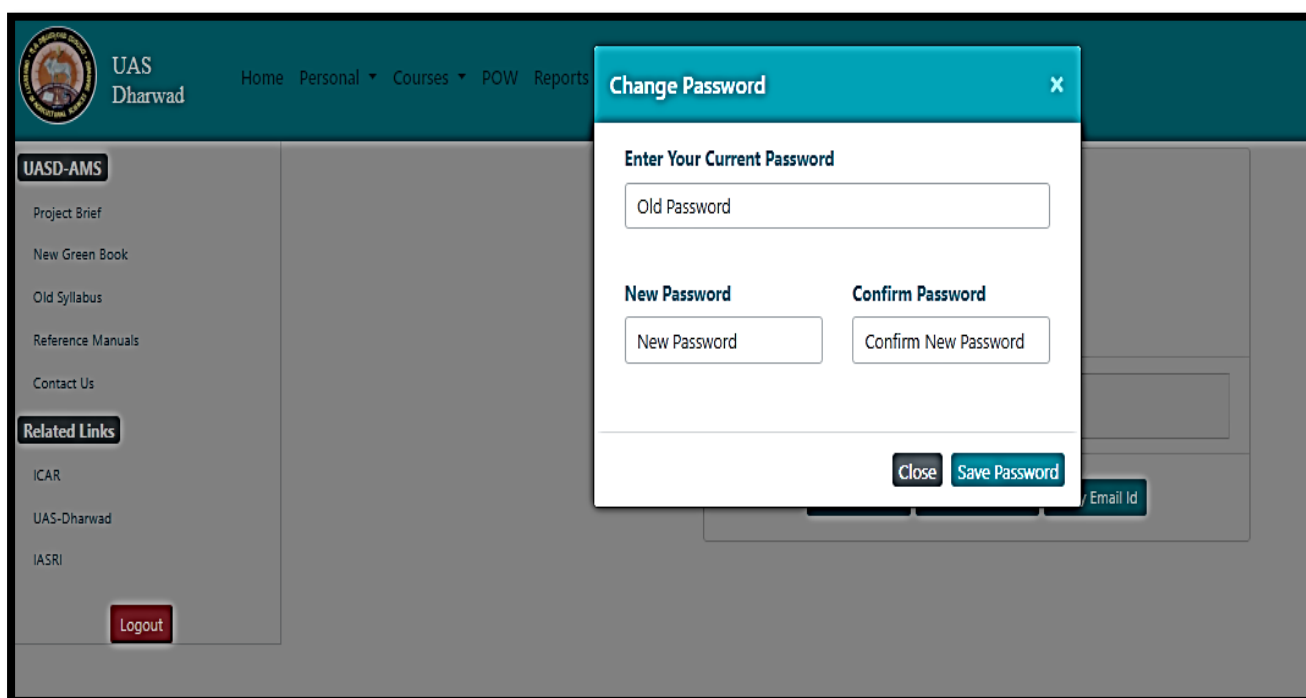 UAS
Dharwad
Home Personal Courses POW Reports
Change Password x
Enter Your Current Password
Old Password
New Password Confirm Password
New Password Confirm New Password
Close Save Password
Email Id
UASD-AMS
Project Brief
New Green Book
Old Syllabus
Reference Manuals
Contact Us
Related Links
ICAR
UAS-Dharwad
IASRI
Logout